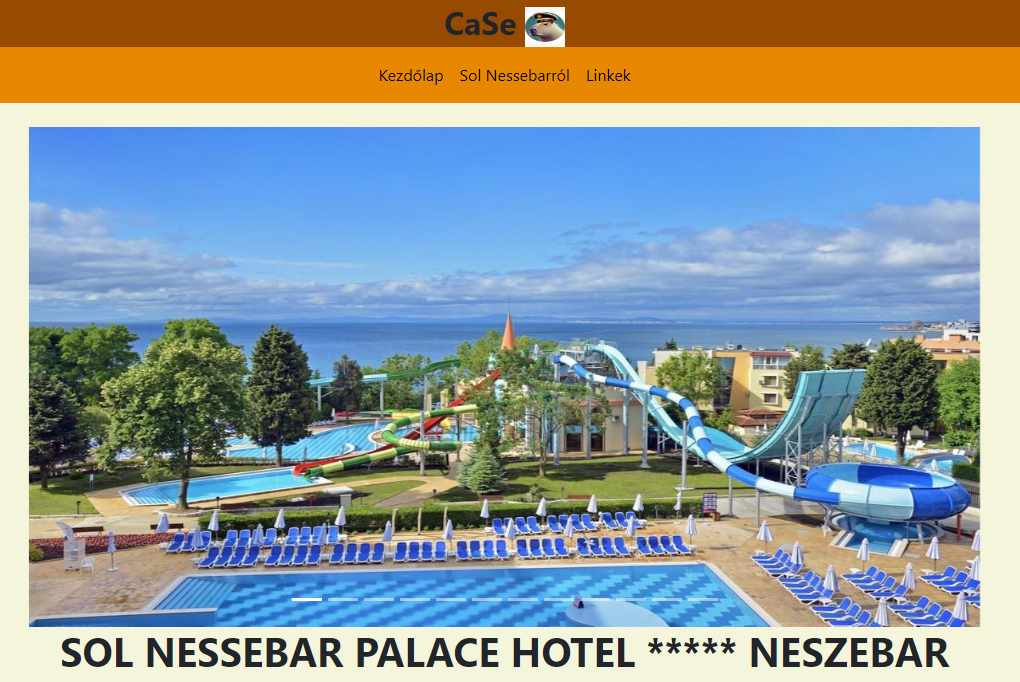 CaSe
Kezdőlap Sol Nessebarról Linkek
SOL NESSEBAR PALACE HOTEL ***** NESZEBAR